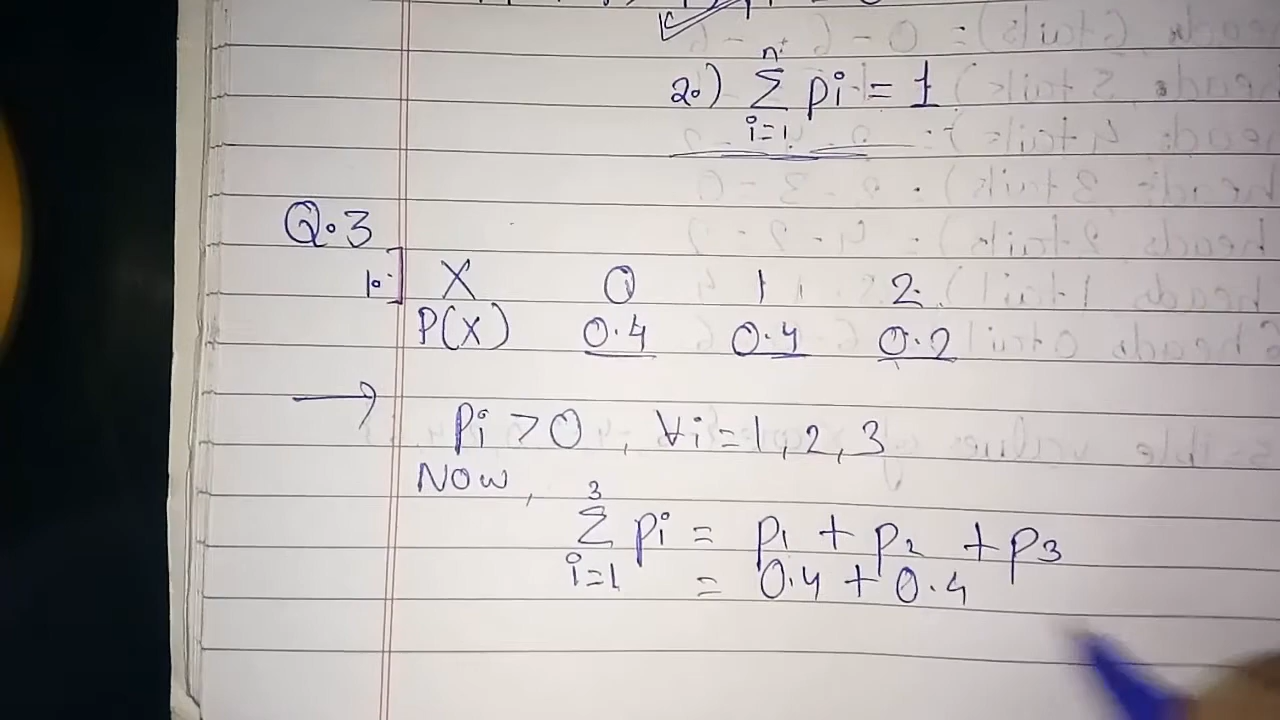 2.) n Σ i=1 pi = 1
Q.3
1.] X 0 1 2
P(X) 0.4 0.4 0.2
→ Pi > 0, ∀i = 1, 2, 3
Now,
3 Σ i=1 pi = p1 + p2 + p3
= 0.4 + 0.4